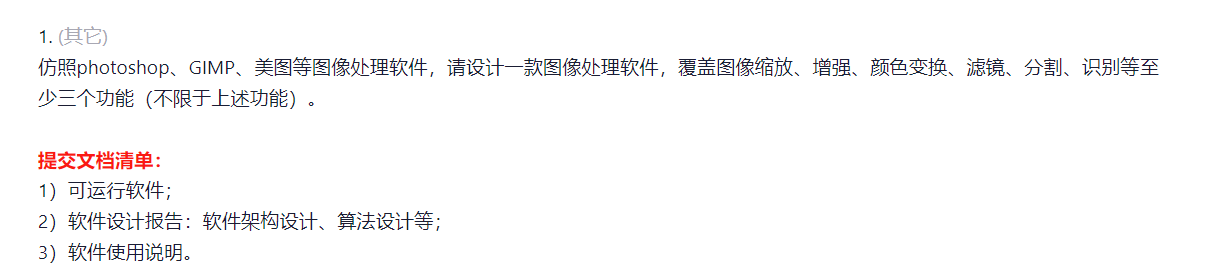 1. (其它)
仿照photoshop、GIMP、美图等图像处理软件，请设计一款图像处理软件，覆盖图像缩放、增强、颜色变换、滤镜、分割、识别等至
少三个功能（不限于上述功能）。
提交文档清单：
1）可运行软件；
2）软件设计报告：软件架构设计、算法设计等；
3）软件使用说明。